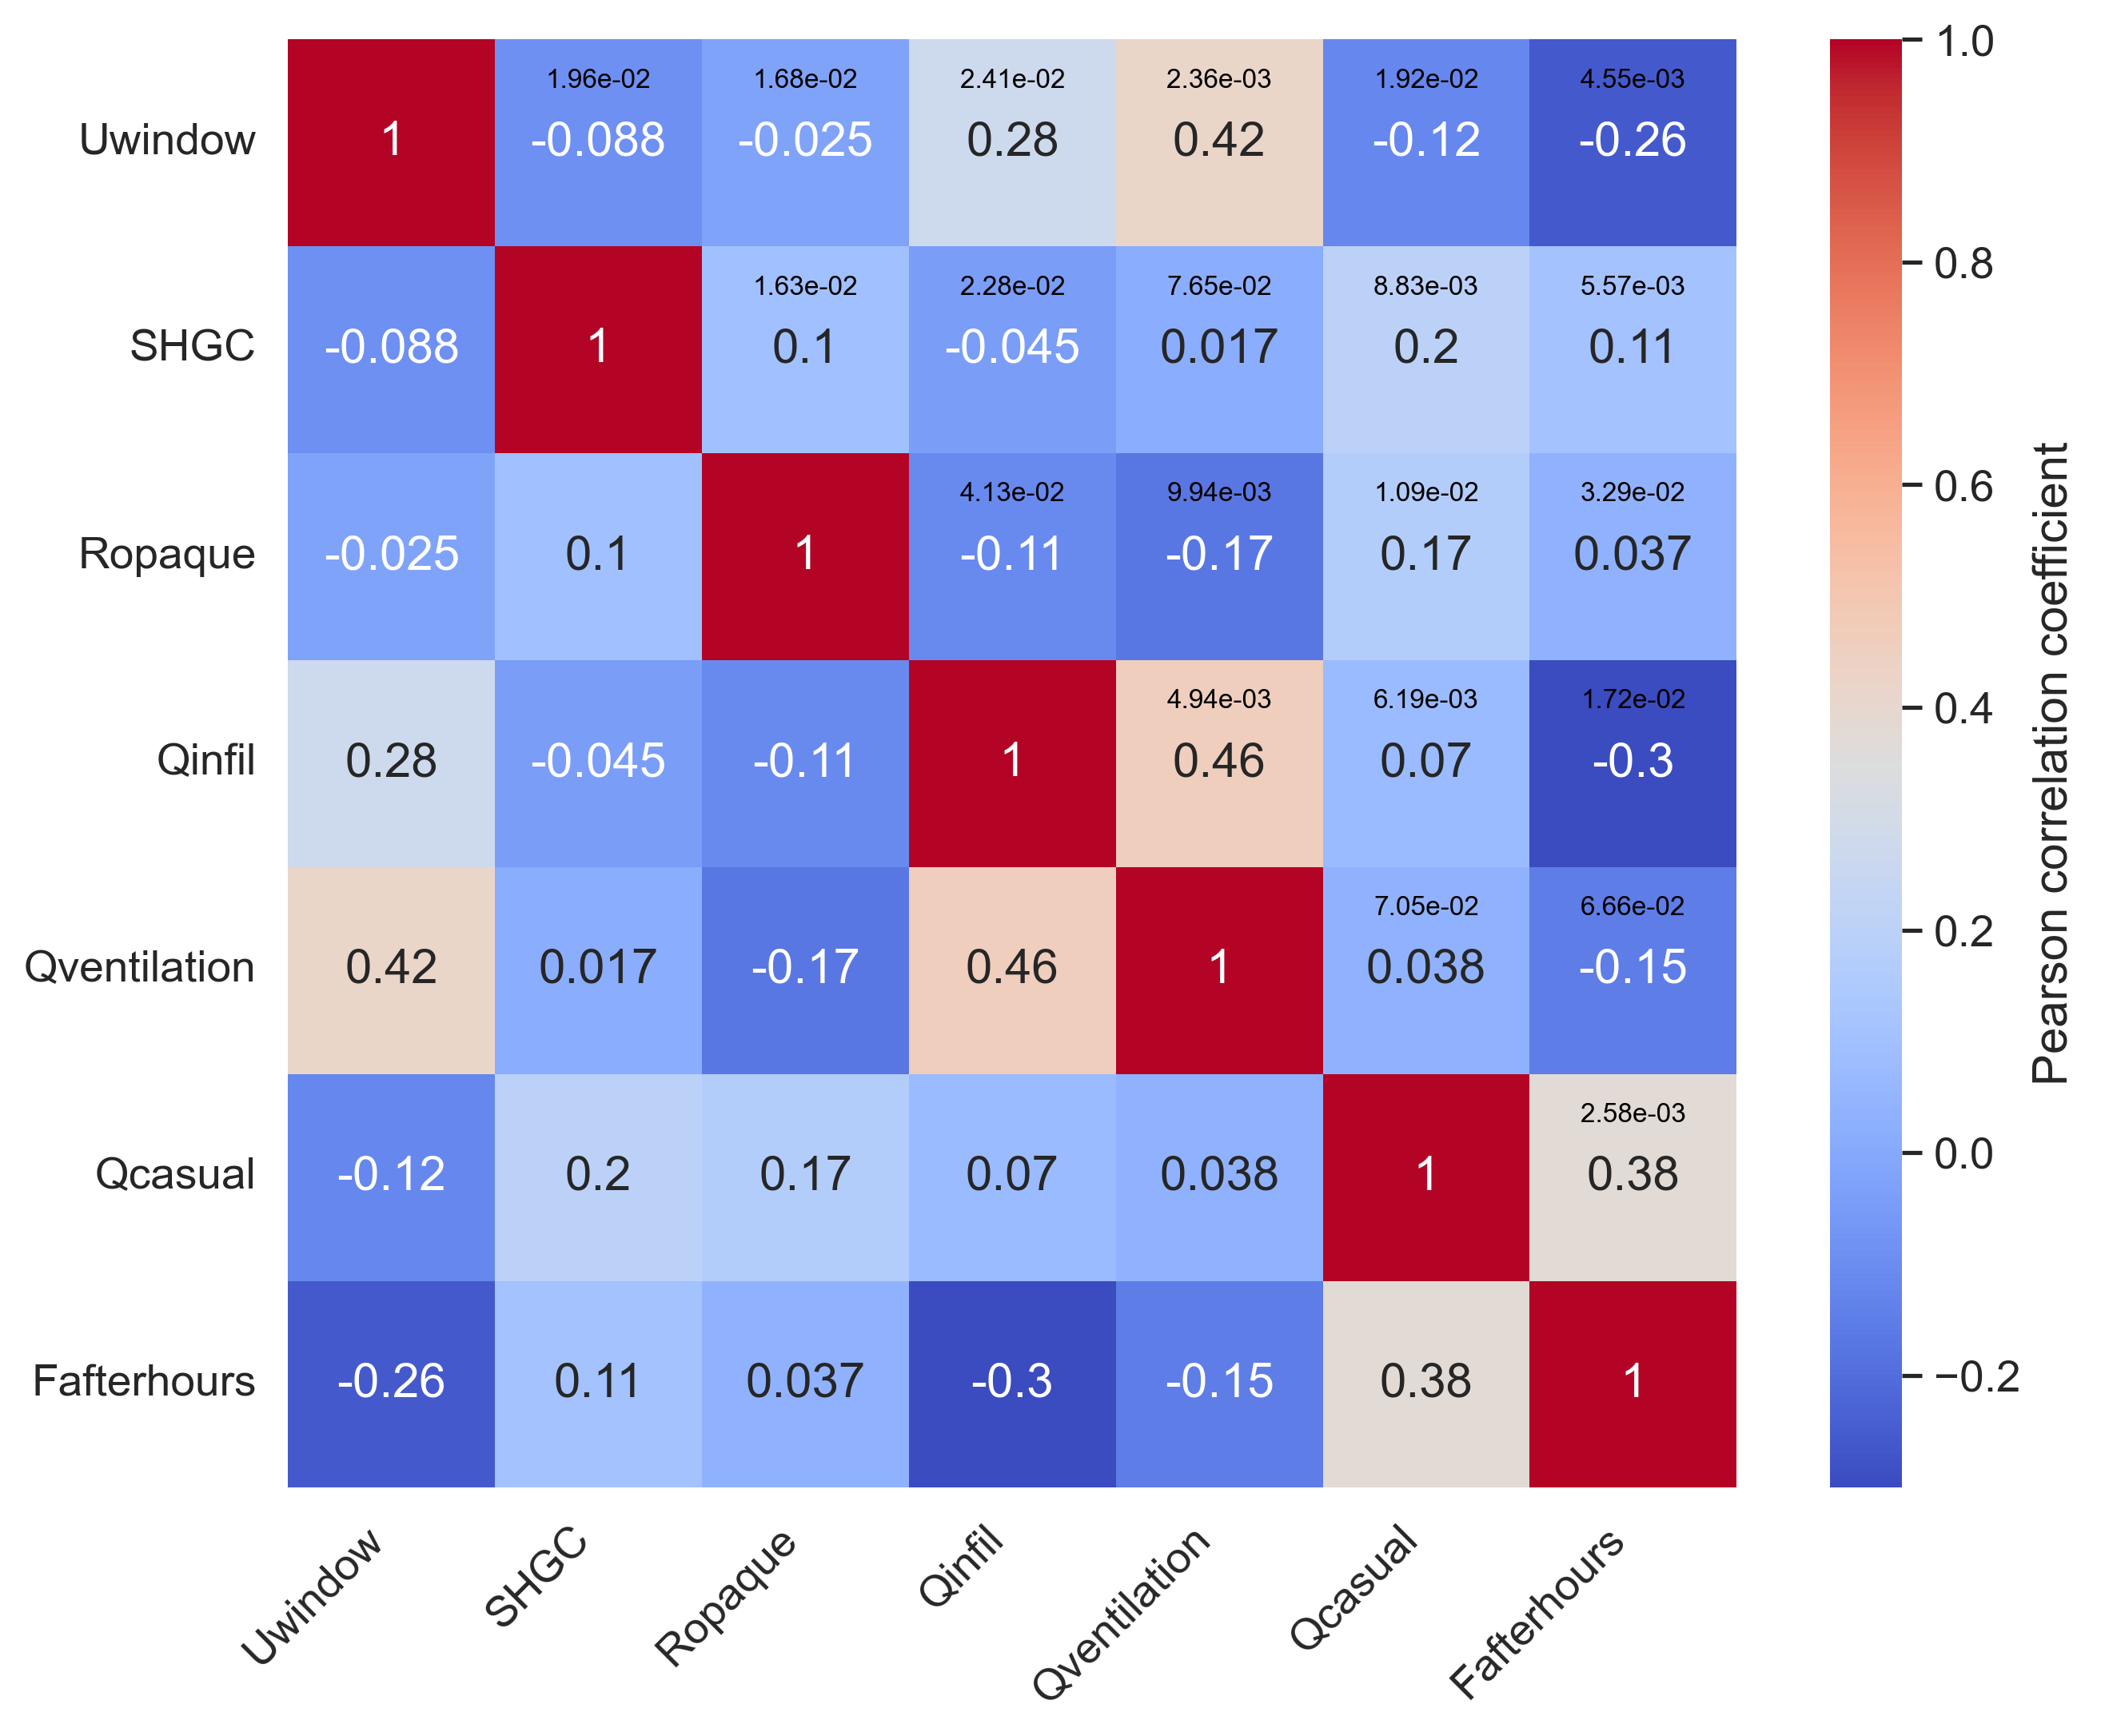 1.96e-02 1.68e-02 2.41e-02 2.36e-03 1.92e-02 4.55e-03
Uwindow 1 -0.088 -0.025 0.28 0.42 -0.12 -0.26
1.63e-02 2.28e-02 7.65e-02 8.83e-03 5.57e-03
SHGC -0.088 1 0.1 -0.045 0.017 0.2 0.11
4.13e-02 9.94e-03 1.09e-02 3.29e-02
Ropaque -0.025 0.1 1 -0.11 -0.17 0.17 0.037
4.94e-03 6.19e-03 1.72e-02
Qinfil 0.28 -0.045 -0.11 1 0.46 0.07 -0.3
7.05e-02 6.66e-02
Qventilation 0.42 0.017 -0.17 0.46 1 0.038 -0.15
2.58e-03
Qcasual -0.12 0.2 0.17 0.07 0.038 1 0.38
Fafterhours -0.26 0.11 0.037 -0.3 -0.15 0.38 1
Uwindow SHGC Ropaque Qinfil Qventilation Qcasual Fafterhours
1.0
0.8
0.6
0.4
0.2
0.0
−0.2
Pearson correlation coefficient